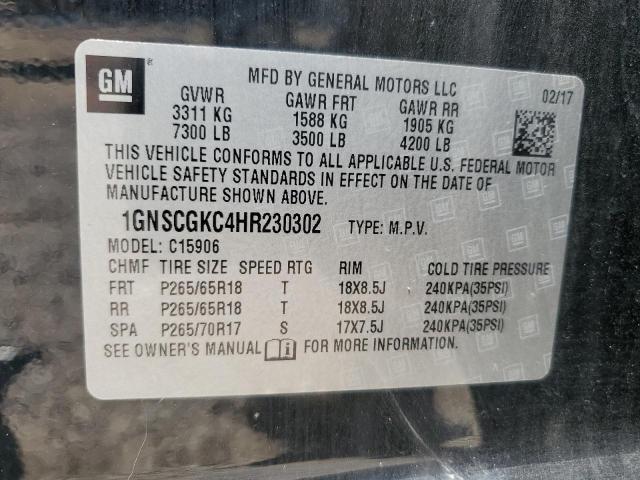 GM
MFD BY GENERAL MOTORS LLC
02/17
GVWR GAWR FRT GAWR RR
3311 KG 1588 KG 1905 KG
7300 LB 3500 LB 4200 LB
THIS VEHICLE CONFORMS TO ALL APPLICABLE U.S. FEDERAL MOTOR
VEHICLE SAFETY STANDARDS IN EFFECT ON THE DATE OF
MANUFACTURE SHOWN ABOVE.
1GNSCGKC4HR230302 TYPE: M.P.V.
MODEL: C15906
CHMF TIRE SIZE SPEED RTG RIM COLD TIRE PRESSURE
FRT P265/65R18 T 18X8.5J 240KPA(35PSI)
RR P265/65R18 T 18X8.5J 240KPA(35PSI)
SPA P265/70R17 S 17X7.5J 240KPA(35PSI)
SEE OWNER'S MANUAL FOR MORE INFORMATION.